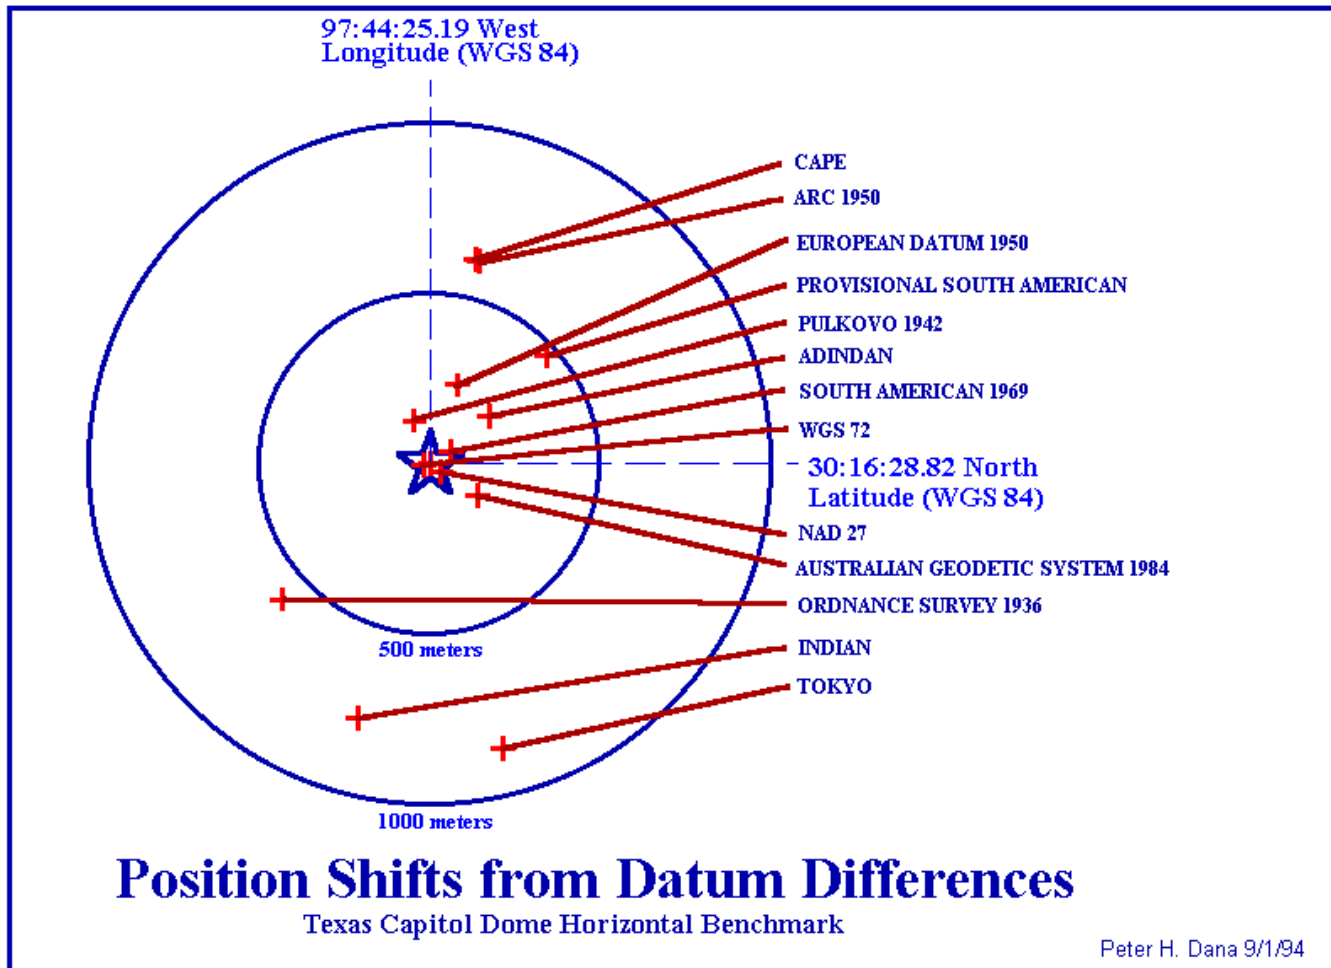 97:44:25.19 West
Longitude (WGS 84)
CAPE
ARC 1950
EUROPEAN DATUM 1950
PROVISIONAL SOUTH AMERICAN
PULKOVO 1942
ADINDAN
SOUTH AMERICAN 1969
WGS 72
30:16:28.82 North
Latitude (WGS 84)
NAD 27
AUSTRALIAN GEODETIC SYSTEM 1984
ORDNANCE SURVEY 1936
500 meters
INDIAN
TOKYO
1000 meters
Position Shifts from Datum Differences
Texas Capitol Dome Horizontal Benchmark
Peter H. Dana 9/1/94